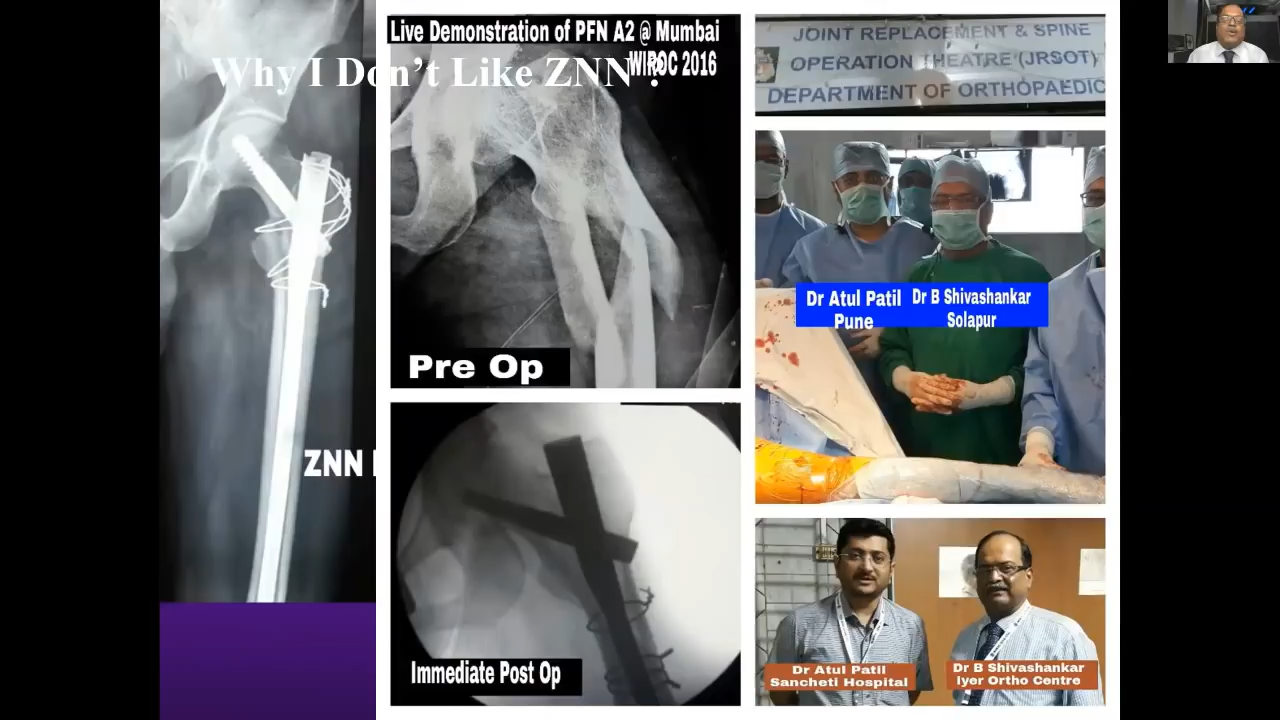 Why I Don't Like ZNN ?
ZNN
Live Demonstration of PFN A2 @ Mumbai
WIROC 2016
Pre Op
Immediate Post Op
JOINT REPLACEMENT & SPINE
OPERATION THEATRE (JRSOT)
DEPARTMENT OF ORTHOPAEDIC
Dr Atul Patil
Pune
Dr B Shivashankar
Solapur
Dr Atul Patil
Sancheti Hospital
Dr B Shivashankar
Iyer Ortho Centre